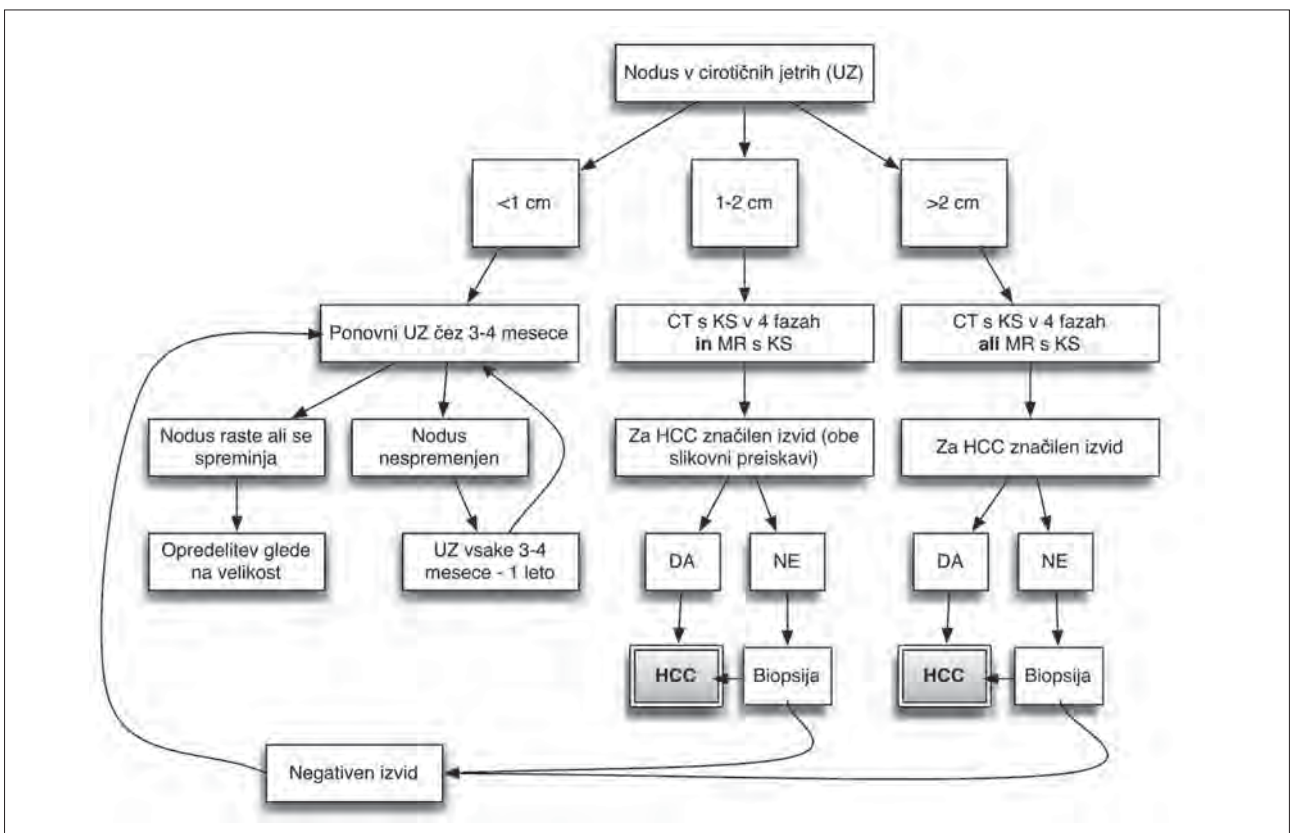 Nodus v cirotičnih jetrih (UZ)
<1 cm
1-2 cm
>2 cm
Ponovni UZ čez 3-4 mesece
CT s KS v 4 fazah
in MR s KS
CT s KS v 4 fazah
ali MR s KS
Nodus raste ali se
spreminja
Nodus
nespremenjen
Za HCC značilen izvid (obe
slikovni preiskavi)
Za HCC značilen izvid
Opredelitev glede
na velikost
UZ vsake 3-4
mesece - 1 leto
DA
NE
DA
NE
HCC
Biopsija
HCC
Biopsija
Negativen izvid